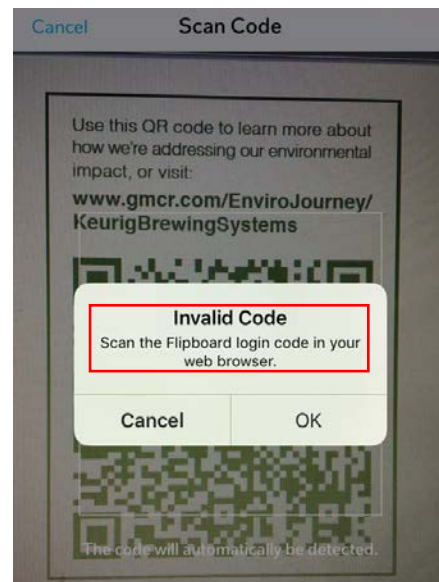 Cancel Scan Code
Use this QR code to learn more about
how we're addressing our environmental
impact, or visit:
www.gmcr.com/EnviroJourney/
KeurigBrewingSystems
Invalid Code
Scan the Flipboard login code in your
web browser.
Cancel OK
The code will automatically be detected.